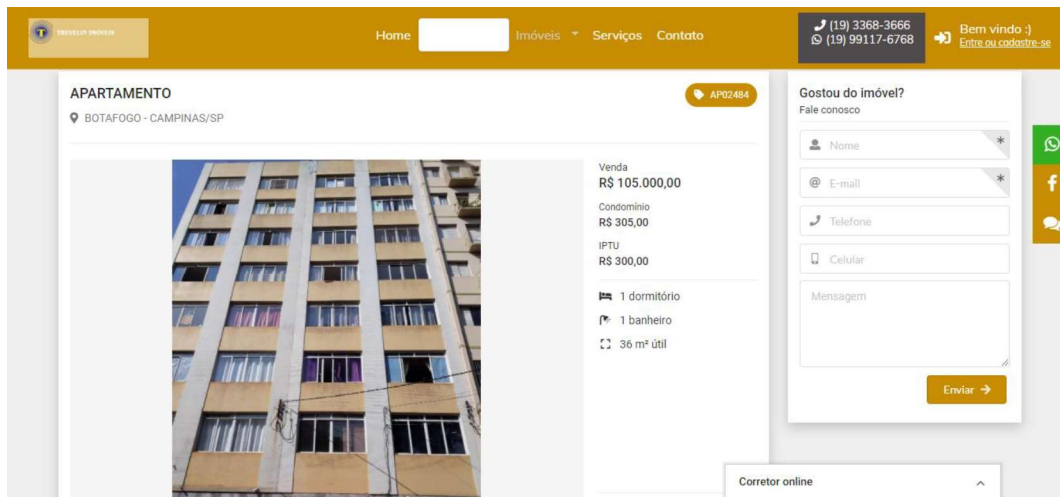 TREVELIN IMÓVEIS
Home
Imóveis
Serviços
Contato
(19) 3368-3666
(19) 99117-6768
Bem vindo :)
Entre ou cadastre-se
APARTAMENTO
AP02484
BOTAFOGO - CAMPINAS/SP
Venda
R$ 105.000,00
Condomínio
R$ 305,00
IPTU
R$ 300,00
1 dormitório
1 banheiro
36 m² útil
Gostou do imóvel?
Fale conosco
Nome
*
@ E-mail
*
Telefone
Celular
Mensagem
Enviar →
Corretor online